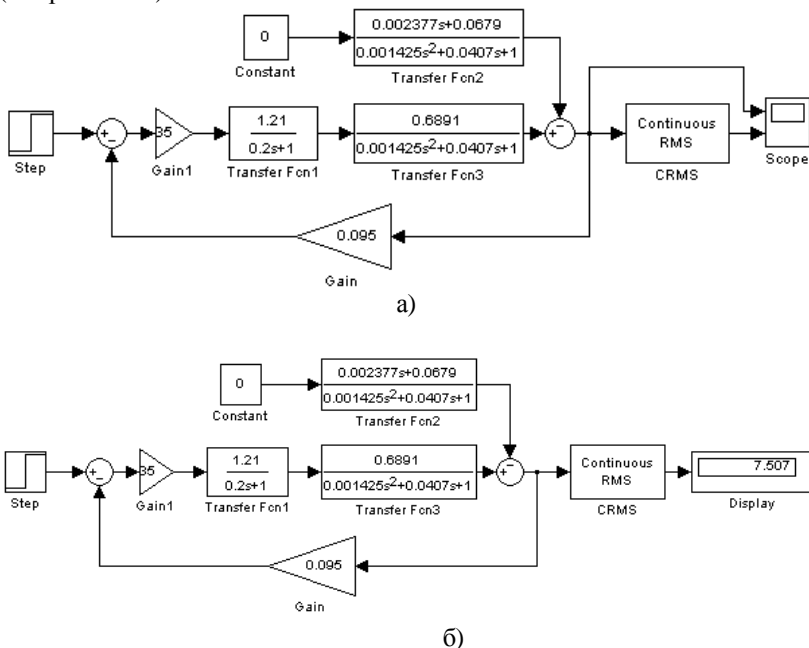 0.002377s+0.0679
0
0.001425s²+0.0407s+1
Constant
Transfer Fcn2
1.21
0.6891
Continuous
35
RMS
0.2s+1
0.001425s²+0.0407s+1
Step
Gain1
Transfer Fcn1
Transfer Fcn3
CRMS
Scope
0.095
Gain
а)
0.002377s+0.0679
0
0.001425s²+0.0407s+1
Constant
Transfer Fcn2
1.21
0.6891
Continuous
7.507
35
RMS
0.2s+1
0.001425s²+0.0407s+1
Step
Gain1
Transfer Fcn1
Transfer Fcn3
CRMS
Display
0.095
Gain
б)